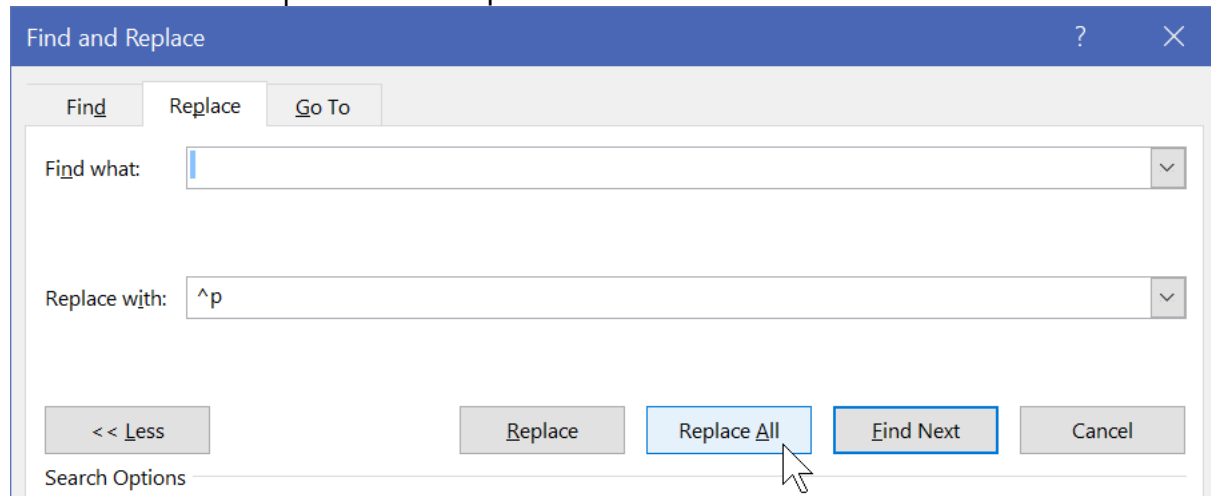 Find and Replace ?
Find Replace Go To
Find what:
Replace with: ^p
<< Less Replace Replace All Find Next Cancel
Search Options